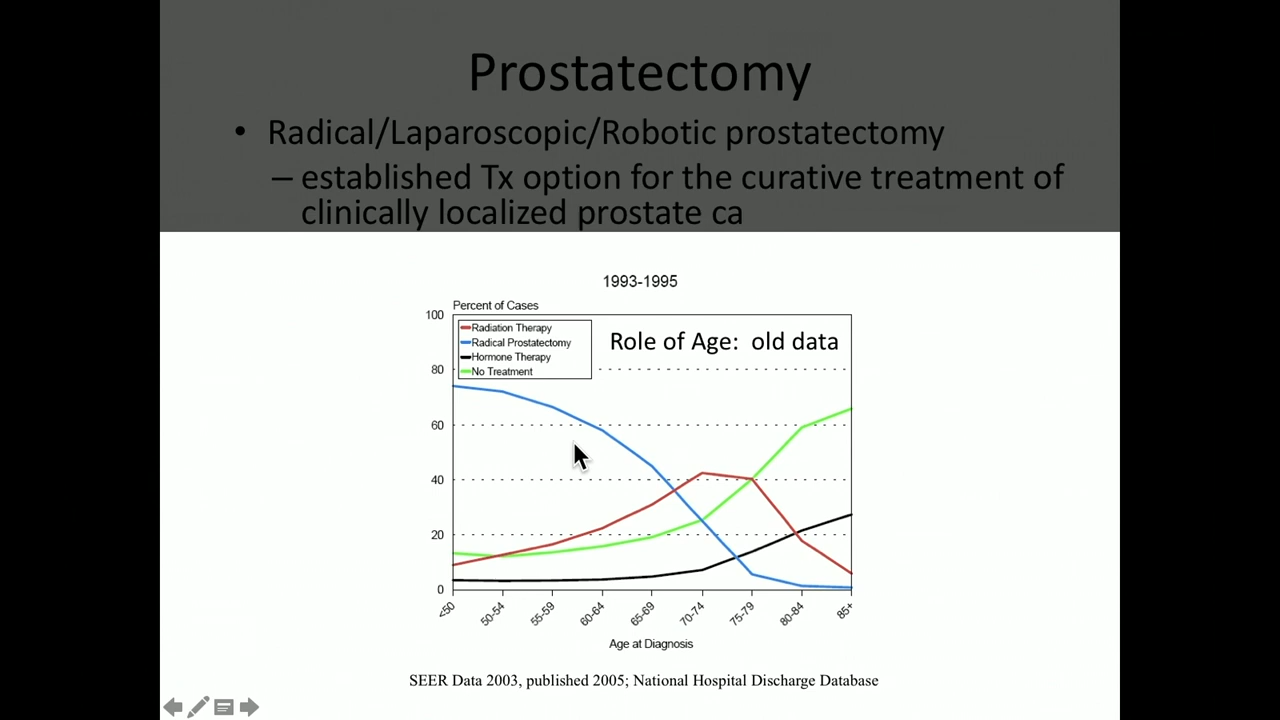 Prostatectomy
• Radical/Laparoscopic/Robotic prostatectomy
– established Tx option for the curative treatment of
clinically localized prostate ca
1993-1995
Percent of Cases
Role of Age: old data
Radiation Therapy
Radical Prostatectomy
Hormone Therapy
No Treatment
100
80
60
40
20
0
<50
50-54
55-59
60-64
65-69
70-74
75-79
80-84
85+
Age at Diagnosis
SEER Data 2003, published 2005; National Hospital Discharge Database